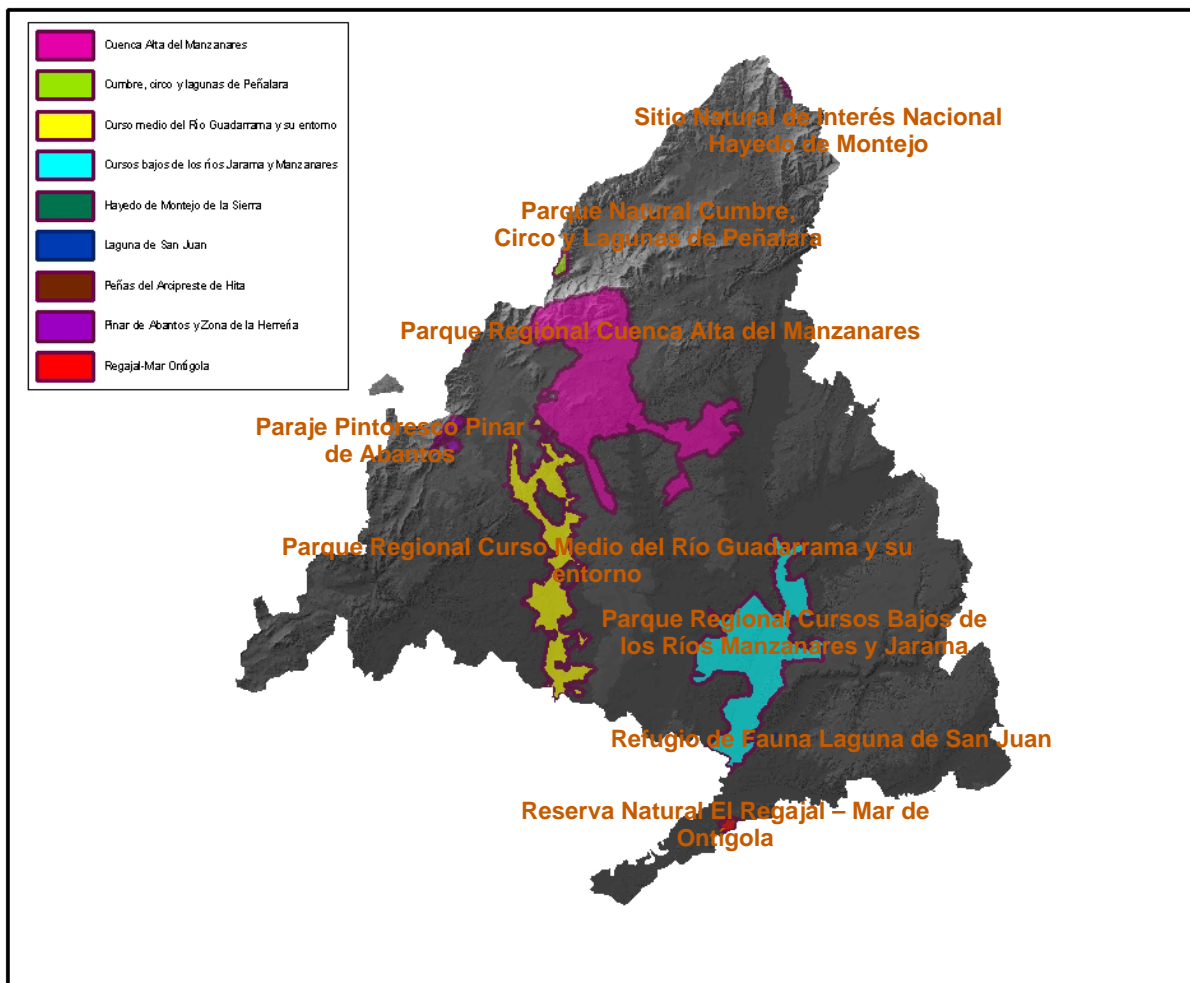 Cuenca Alta del Manzanares
Cumbre, circo y lagunas de Peñalara
Curso medio del Río Guadarrama y su entorno
Cursos bajos de los ríos Jarama y Manzanares
Hayedo de Montejo de la Sierra
Laguna de San Juan
Peñas del Arcipreste de Hita
Pinar de Abantos y Zona de la Herrería
Regajal-Mar Ontígola
Sitio Natural de Interés Nacional
Hayedo de Montejo
Parque Natural Cumbre,
Circo y Lagunas de Peñalara
Parque Regional Cuenca Alta del Manzanares
Paraje Pintoresco Pinar
de Abantos
Parque Regional Curso Medio del Río Guadarrama y su
entorno
Parque Regional Cursos Bajos de
los Ríos Manzanares y Jarama
Refugio de Fauna Laguna de San Juan
Reserva Natural El Regajal – Mar de
Ontígola